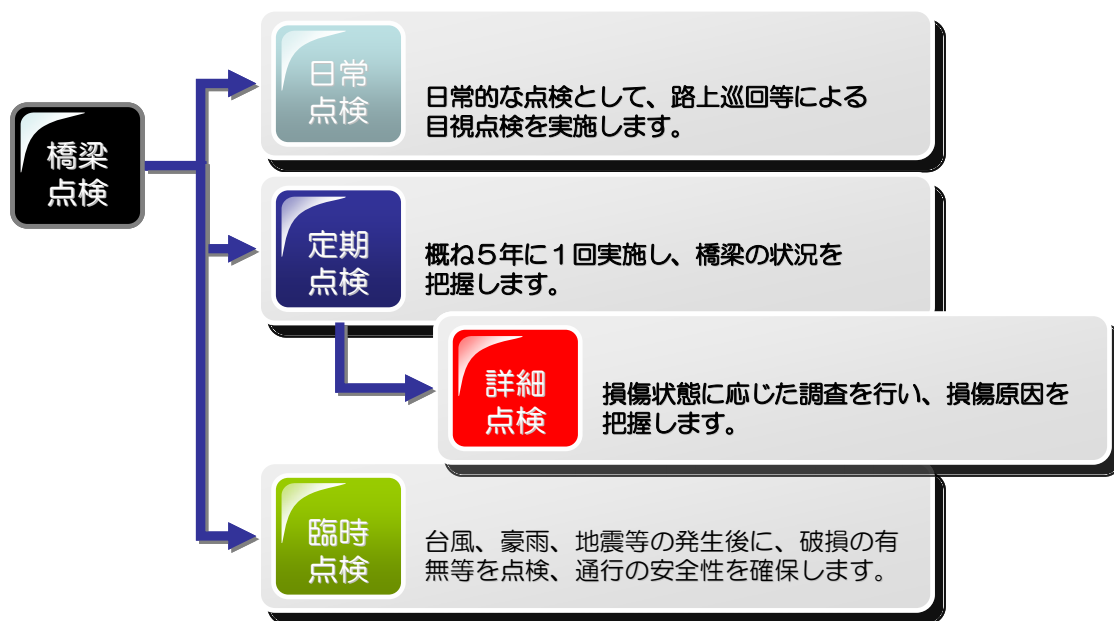 橋梁
点検
日常
点検
日常的な点検として、路上巡回等による
目視点検を実施します。
定期
点検
概ね５年に１回実施し、橋梁の状況を
把握します。
詳細
点検
損傷状態に応じた調査を行い、損傷原因を
把握します。
臨時
点検
台風、豪雨、地震等の発生後に、破損の有
無等を点検、通行の安全性を確保します。